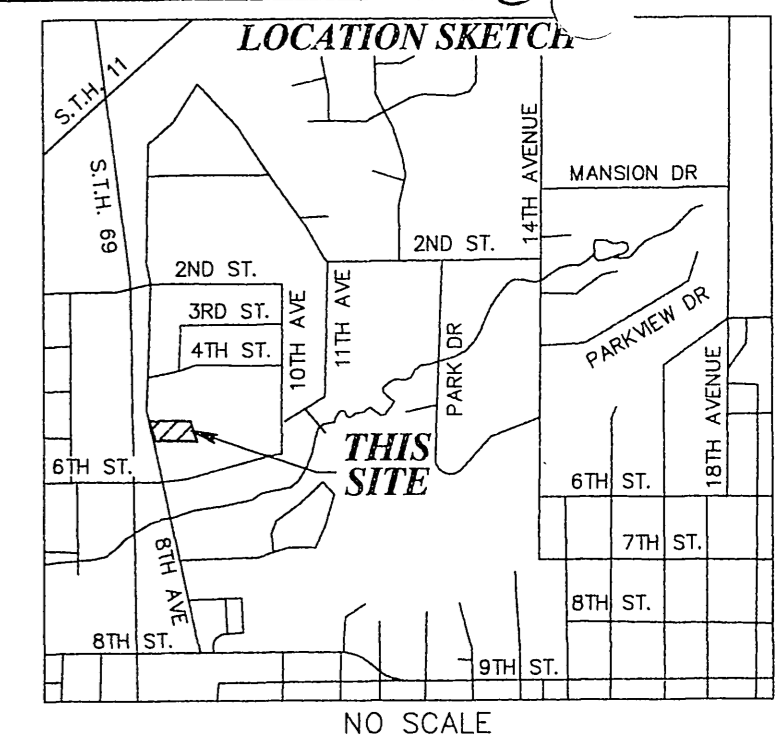 LOCATION SKETCH
S.T.H. 11
S.T.H. 69
14TH AVENUE
MANSION DR
2ND ST.
2ND ST.
3RD ST.
4TH ST.
10TH AVE
11TH AVE
PARK DR
PARKVIEW DR
18TH AVENUE
THIS
SITE
6TH ST.
6TH ST.
7TH ST.
8TH AVE
8TH ST.
8TH ST.
9TH ST.
NO SCALE